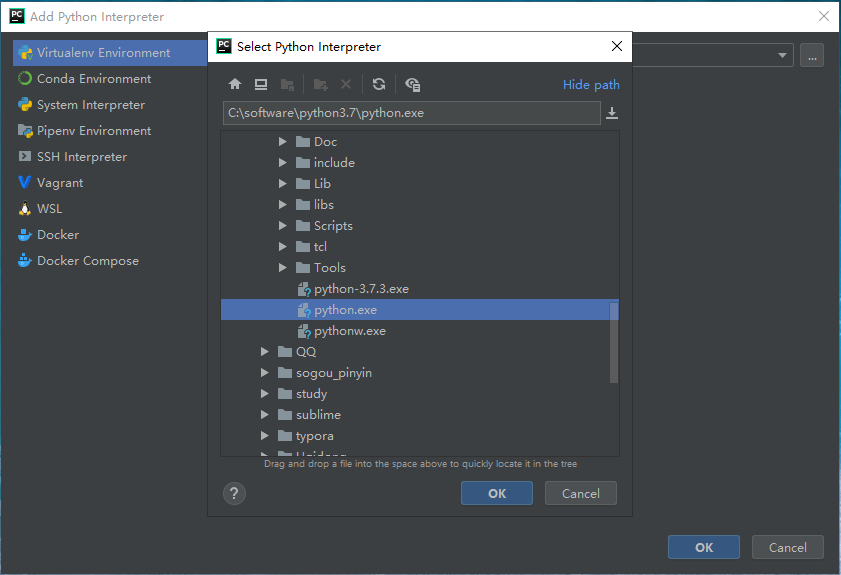 PC Add Python Interpreter
Virtualenv Environment
Conda Environment
System Interpreter
Pipenv Environment
SSH Interpreter
Vagrant
WSL
Docker
Docker Compose
...
PC Select Python Interpreter
Hide path
C:\software\python3.7\python.exe
Doc
include
Lib
libs
Scripts
tcl
Tools
python-3.7.3.exe
python.exe
pythonw.exe
QQ
sogou_pinyin
study
sublime
typora
Drag and drop a file into the space above to quickly locate it in the tree
? OK Cancel
OK Cancel